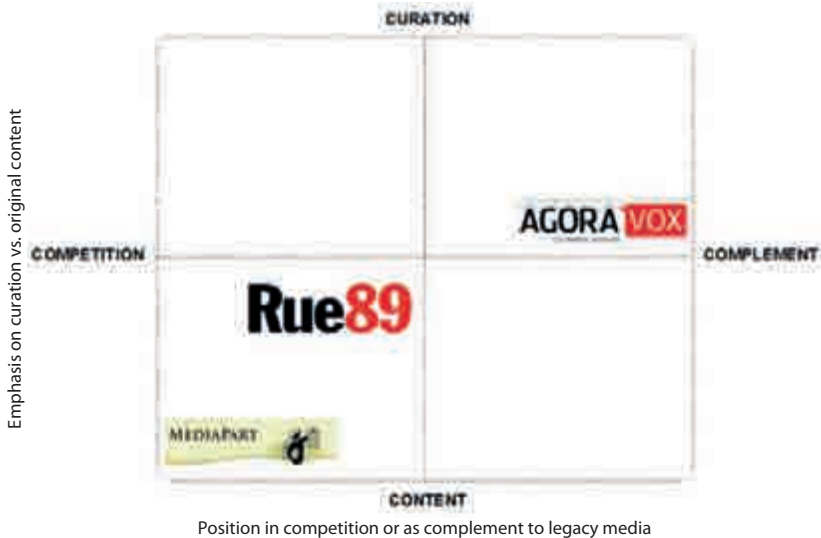 CURATION
Emphasis on curation vs. original content
AGORA VOX
COMPETITION
COMPLEMENT
Rue89
MEDIAPART
CONTENT
Position in competition or as complement to legacy media